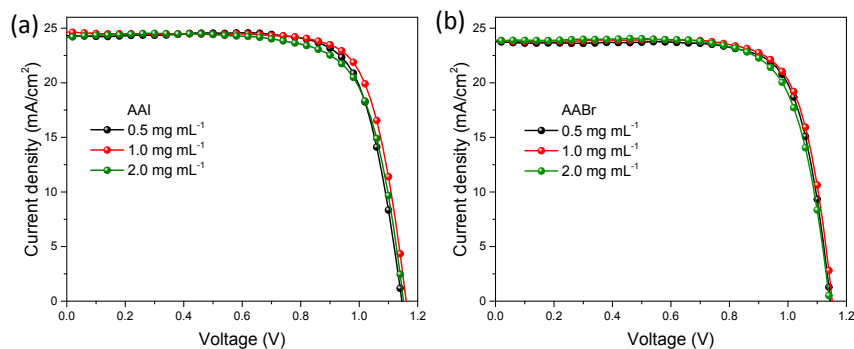 (a)
25
20
15
10
5
0
0.0 0.2 0.4 0.6 0.8 1.0 1.2
Current density (mA/cm²)
Voltage (V)
AAI
0.5 mg mL⁻¹
1.0 mg mL⁻¹
2.0 mg mL⁻¹
(b)
25
20
15
10
5
0
0.0 0.2 0.4 0.6 0.8 1.0 1.2
Current density (mA/cm²)
Voltage (V)
AABr
0.5 mg mL⁻¹
1.0 mg mL⁻¹
2.0 mg mL⁻¹